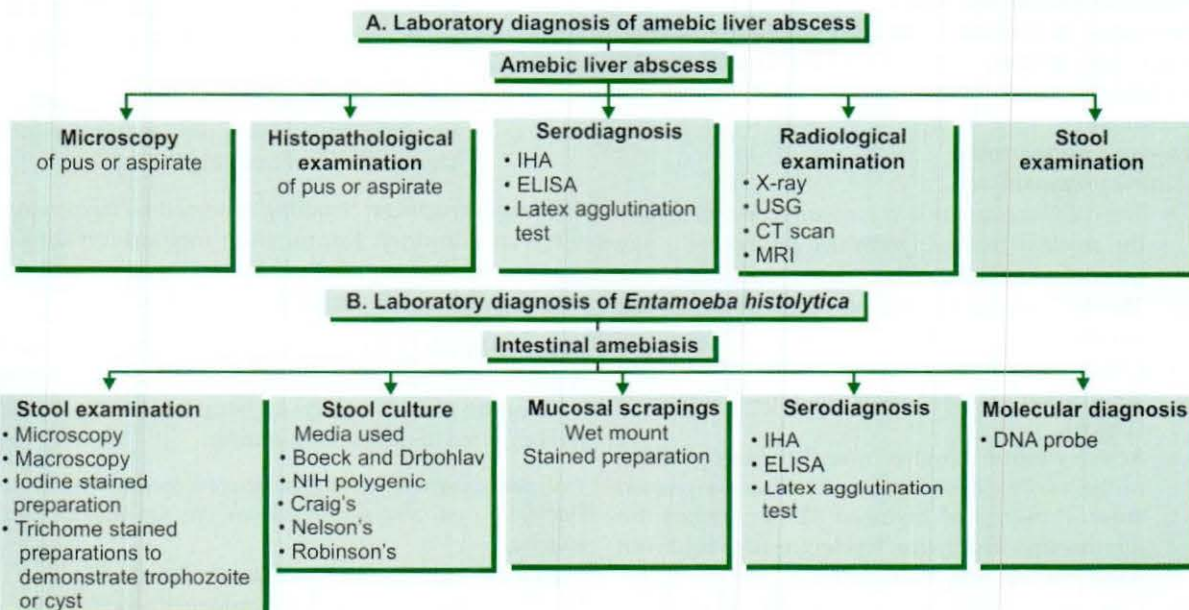 A. Laboratory diagnosis of amebic liver abscess
Amebic liver abscess
Microscopy
of pus or aspirate
Histopatholoigical
examination
of pus or aspirate
Serodiagnosis
• IHA
• ELISA
• Latex agglutination
test
Radiological
examination
• X-ray
• USG
• CT scan
• MRI
Stool
examination
B. Laboratory diagnosis of Entamoeba histolytica
Intestinal amebiasis
Stool examination
• Microscopy
• Macroscopy
• Iodine stained
preparation
• Trichome stained
preparations to
demonstrate trophozoite
or cyst
Stool culture
Media used
• Boeck and Drbohlav
• NIH polygenic
• Craig's
• Nelson's
• Robinson's
Mucosal scrapings
Wet mount
Stained preparation
Serodiagnosis
• IHA
• ELISA
• Latex agglutination
test
Molecular diagnosis
• DNA probe